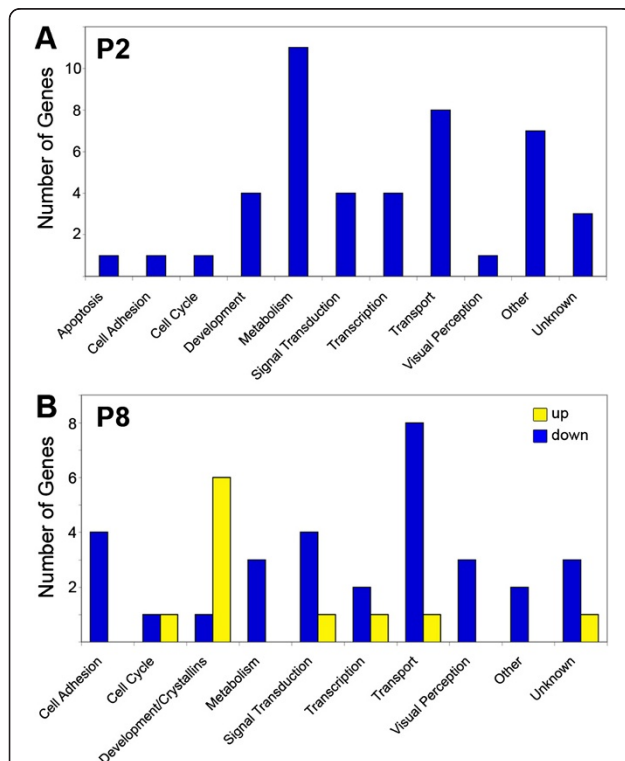 A
P2
Number of Genes
10
8
6
4
2
Apoptosis
Cell Adhesion
Cell Cycle
Development
Metabolism
Signal Transduction
Transcription
Transport
Visual Perception
Other
Unknown
B
P8
up
down
Number of Genes
8
6
4
2
Cell Adhesion
Cell Cycle
Development/Crystallins
Metabolism
Signal Transduction
Transcription
Transport
Visual Perception
Other
Unknown